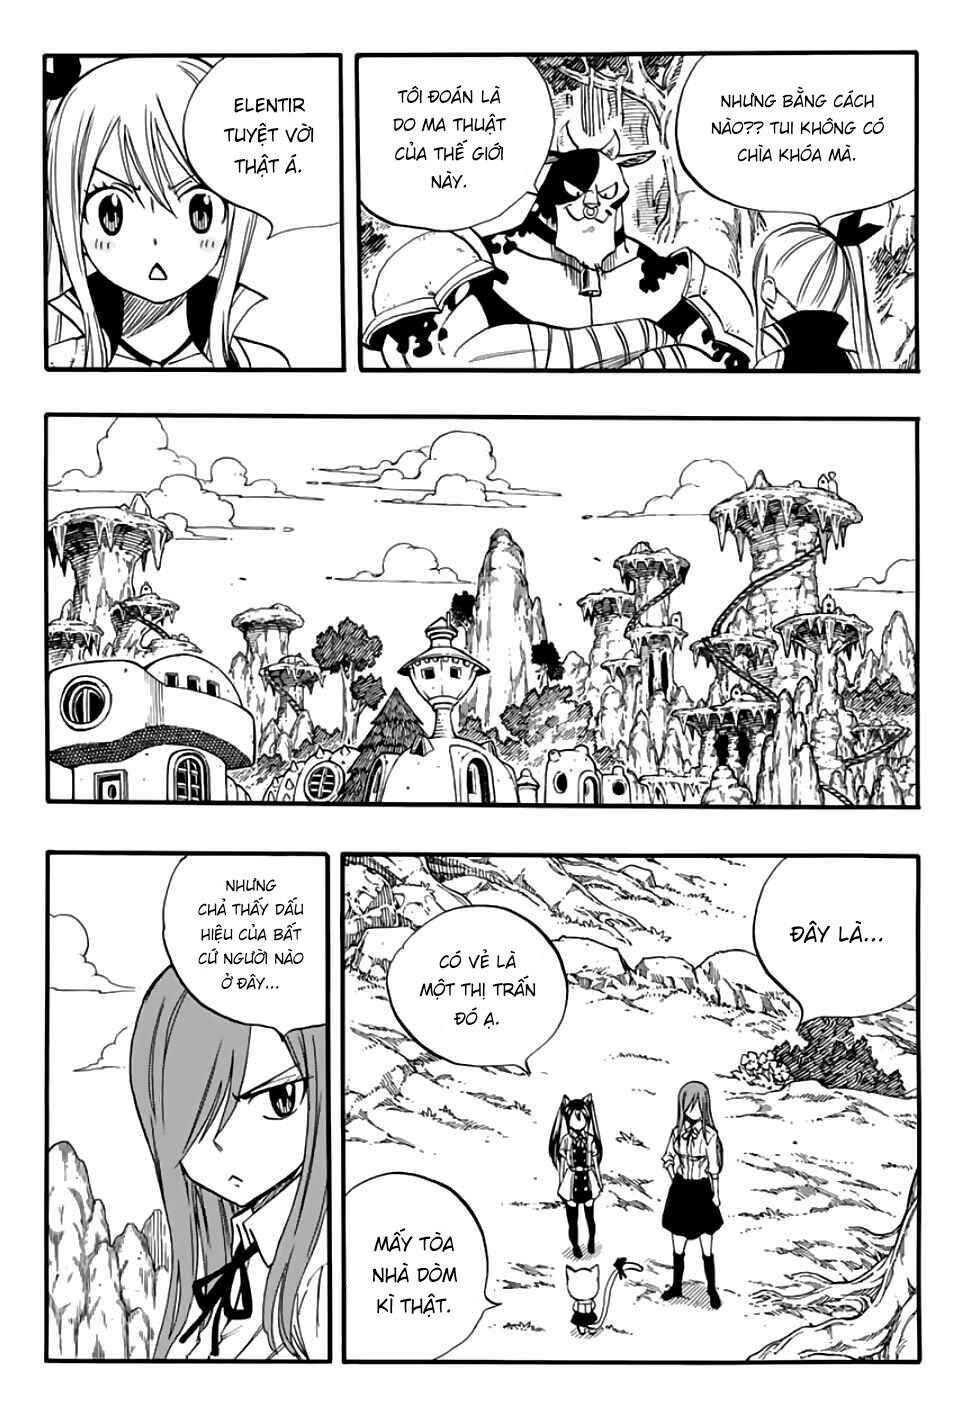 NHƯNG BẰNG CÁCH
NÀO?? TUI KHÔNG CÓ
CHÌA KHÓA MÀ.
TÔI ĐOÁN LÀ
DO MA THUẬT
CỦA THẾ GIỚI
NÀY.
ELENTIR
TUYỆT VỜI
THẬT Á.
ĐÂY LÀ...
CÓ VẺ LÀ
MỘT THỊ TRẤN
ĐÓ Ạ.
MẤY TÒA
NHÀ DÒM
KÌ THẬT.
NHƯNG
CHẢ THẤY DẤU
HIỆU CỦA BẤT
CỨ NGƯỜI NÀO
Ở ĐÂY...